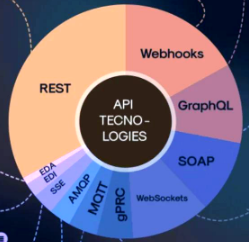 Webhooks
REST
GraphQL
API
TECNO -
LOGIES
SOAP
EDA
EDI
SSE
AMQP
MQTT
gPRC
WebSockets